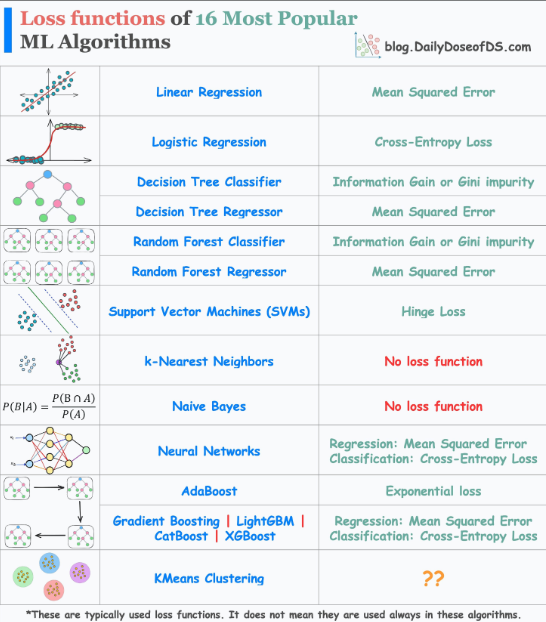 Loss functions of 16 Most Popular
ML Algorithms
blog.DailyDoseofDS.com
Linear Regression Mean Squared Error
Logistic Regression Cross-Entropy Loss
Decision Tree Classifier Information Gain or Gini impurity
Decision Tree Regressor Mean Squared Error
Random Forest Classifier Information Gain or Gini impurity
Random Forest Regressor Mean Squared Error
Support Vector Machines (SVMs) Hinge Loss
k-Nearest Neighbors No loss function
P(B|A) = P(B ∩ A) / P(A) Naive Bayes No loss function
Neural Networks Regression: Mean Squared Error
Classification: Cross-Entropy Loss
AdaBoost Exponential loss
Gradient Boosting | LightGBM | Regression: Mean Squared Error
CatBoost | XGBoost Classification: Cross-Entropy Loss
KMeans Clustering ??
*These are typically used loss functions. It does not mean they are used always in these algorithms.